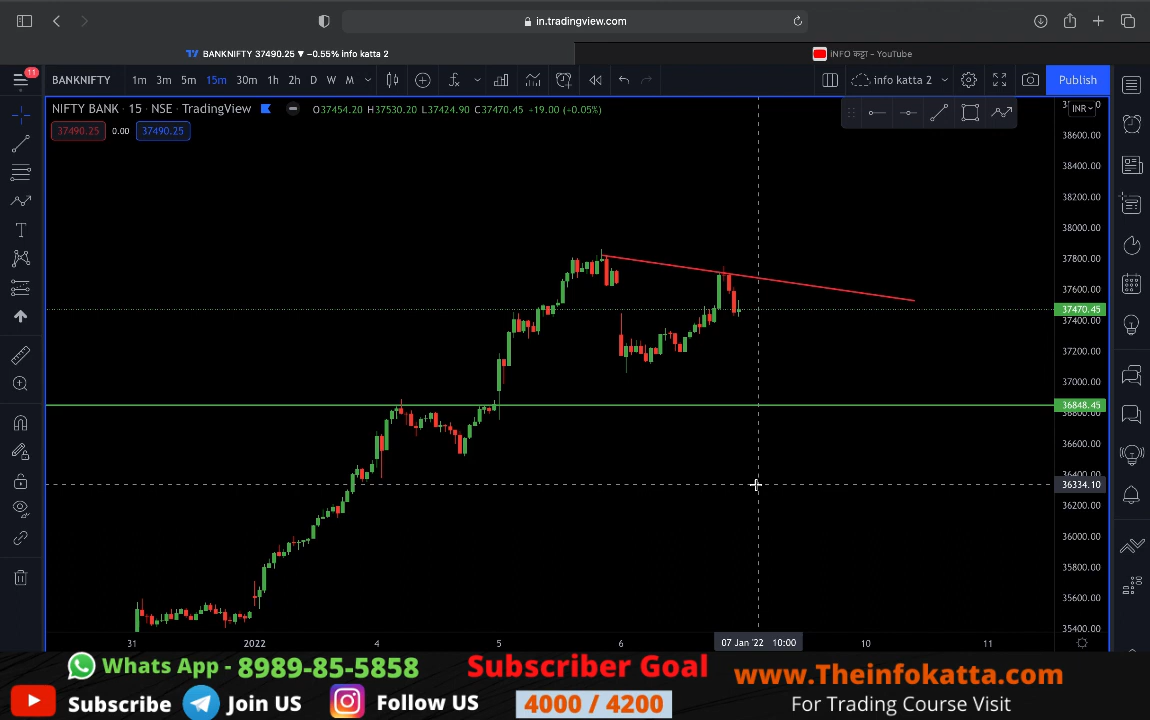 in.tradingview.com
BANKNIFTY 37490.25 ▼ −0.55% info katta 2
INFO कट्टा - YouTube
11
BANKNIFTY 1m 3m 5m 15m 30m 1h 2h D W M
info katta 2
Publish
NIFTY BANK · 15 · NSE · TradingView O37454.20 H37530.20 L37424.90 C37470.45 -19.00 (-0.05%)
INR
37490.25 0.00 37490.25
38600.00
38400.00
38200.00
38000.00
37800.00
37600.00
37470.45
37400.00
37200.00
37000.00
36848.45
36800.00
36600.00
36400.00
36334.10
36200.00
36000.00
35800.00
35600.00
35400.00
31 2022 4 5 6 07 Jan '22 10:00 10 11
Whats App - 8989-85-5858
Subscriber Goal
www.Theinfokatta.com
Subscribe
Join US
Follow US
4000 / 4200
For Trading Course Visit